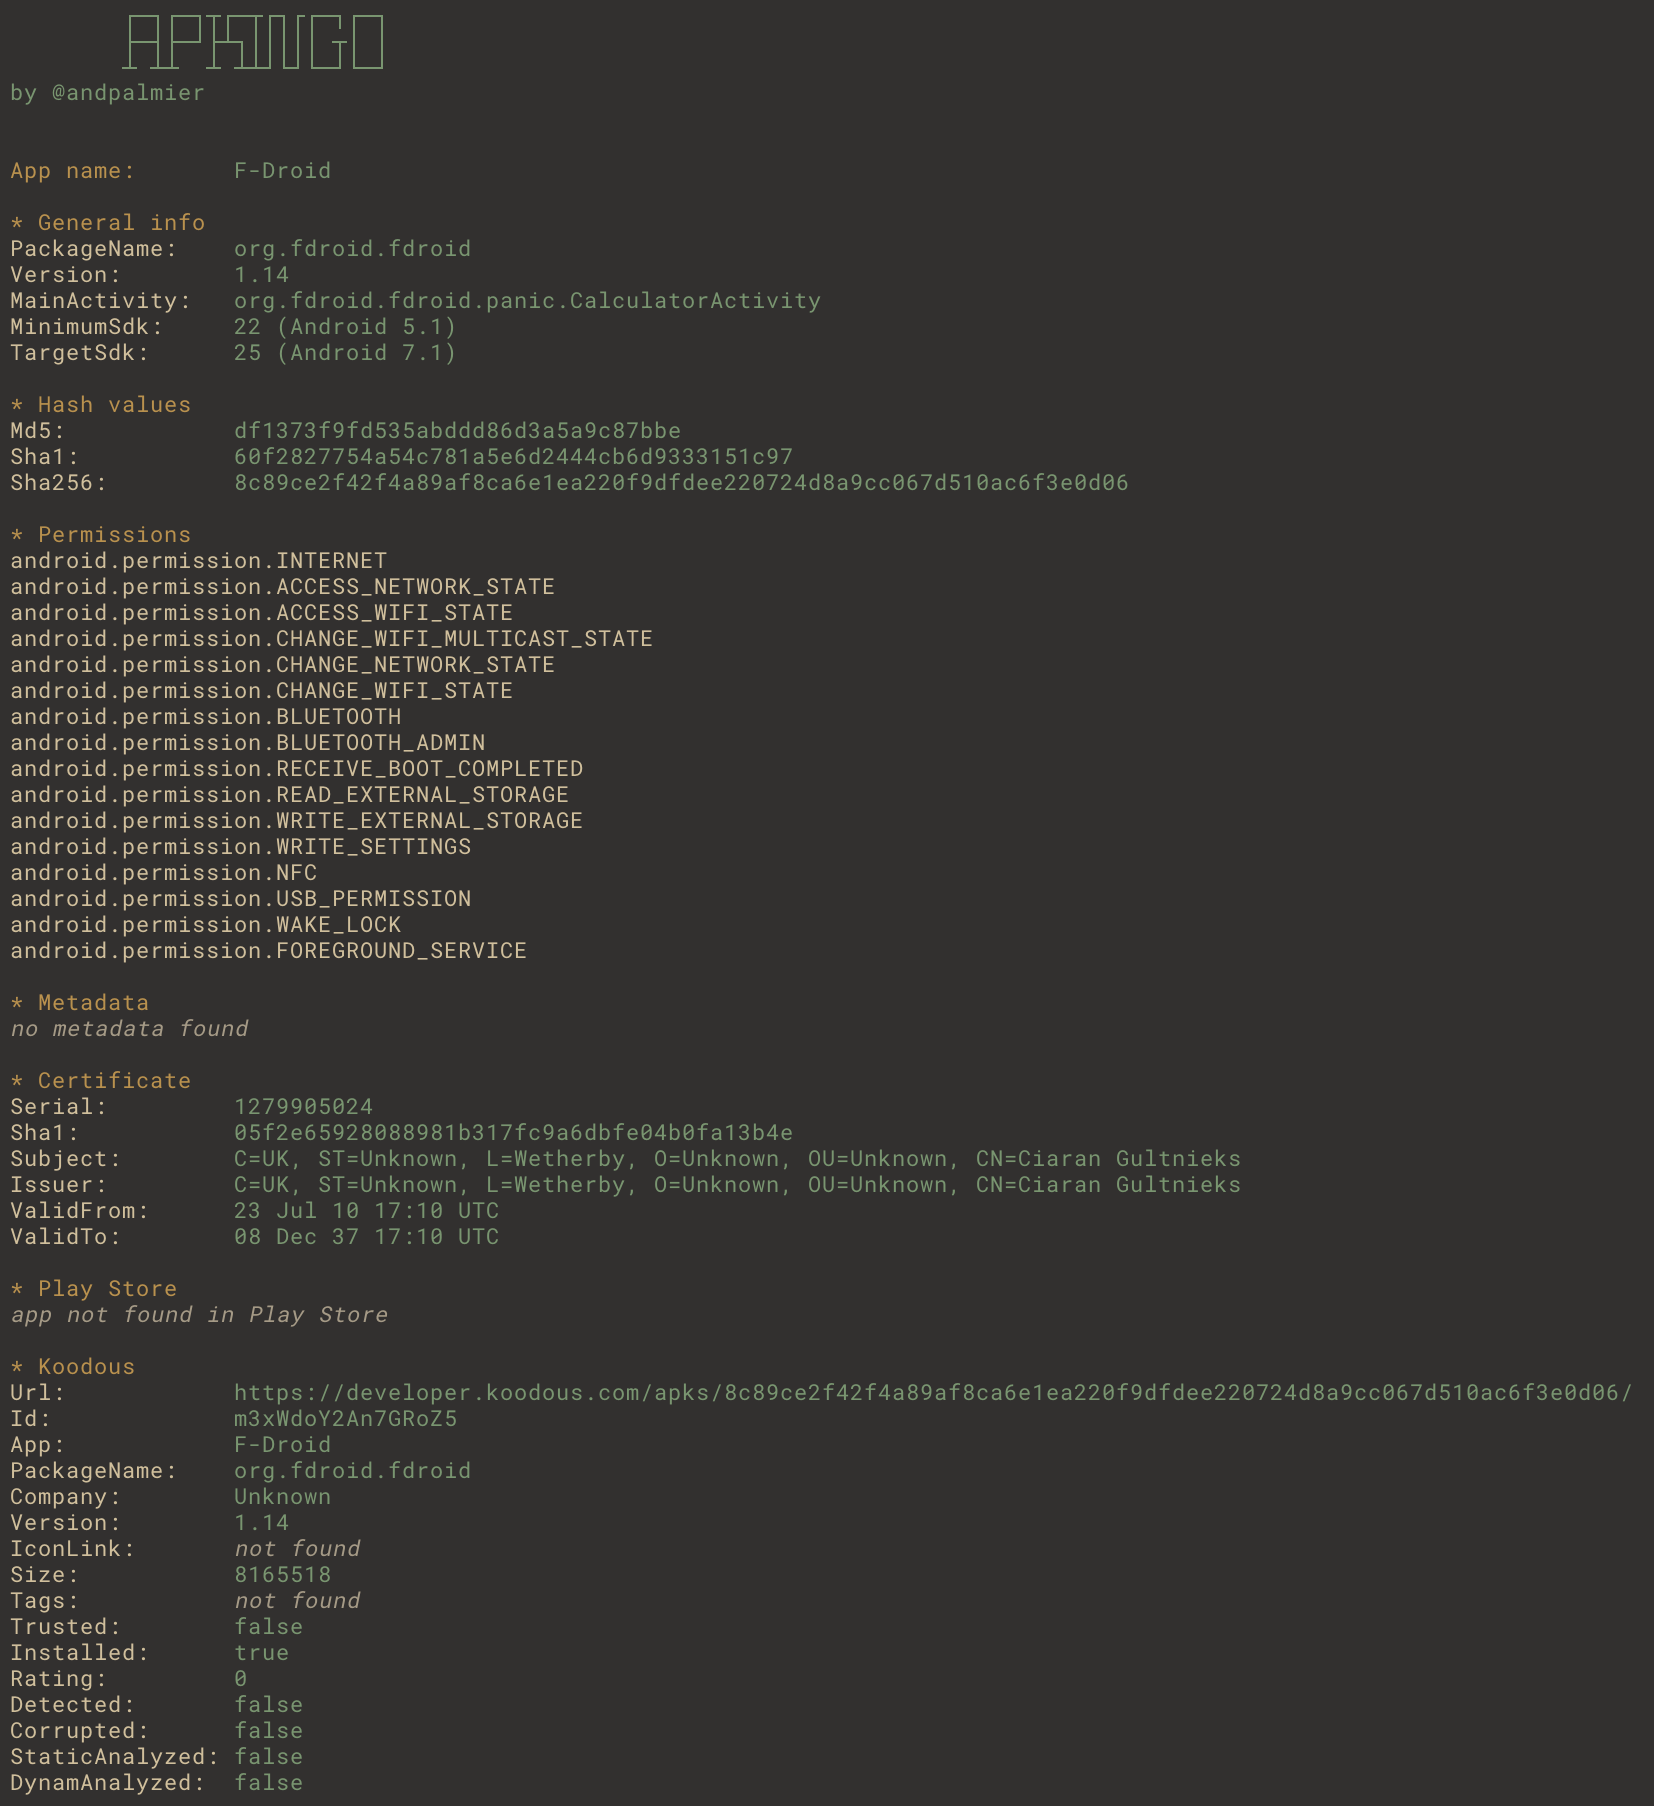 APKINGO
by @andpalmier
App name: F-Droid
* General info
PackageName: org.fdroid.fdroid
Version: 1.14
MainActivity: org.fdroid.fdroid.panic.CalculatorActivity
MinimumSdk: 22 (Android 5.1)
TargetSdk: 25 (Android 7.1)
* Hash values
Md5: df1373f9fd535abddd86d3a5a9c87bbe
Sha1: 60f2827754a54c781a5e6d2444cb6d9333151c97
Sha256: 8c89ce2f42f4a89af8ca6e1ea220f9dfdee220724d8a9cc067d510ac6f3e0d06
* Permissions
android.permission.INTERNET
android.permission.ACCESS_NETWORK_STATE
android.permission.ACCESS_WIFI_STATE
android.permission.CHANGE_WIFI_MULTICAST_STATE
android.permission.CHANGE_NETWORK_STATE
android.permission.CHANGE_WIFI_STATE
android.permission.BLUETOOTH
android.permission.BLUETOOTH_ADMIN
android.permission.RECEIVE_BOOT_COMPLETED
android.permission.READ_EXTERNAL_STORAGE
android.permission.WRITE_EXTERNAL_STORAGE
android.permission.WRITE_SETTINGS
android.permission.NFC
android.permission.USB_PERMISSION
android.permission.WAKE_LOCK
android.permission.FOREGROUND_SERVICE
* Metadata
no metadata found
* Certificate
Serial: 1279905024
Sha1: 05f2e65928088981b317fc9a6dbfe04b0fa13b4e
Subject: C=UK, ST=Unknown, L=Wetherby, O=Unknown, OU=Unknown, CN=Ciaran Gultnieks
Issuer: C=UK, ST=Unknown, L=Wetherby, O=Unknown, OU=Unknown, CN=Ciaran Gultnieks
ValidFrom: 23 Jul 10 17:10 UTC
ValidTo: 08 Dec 37 17:10 UTC
* Play Store
app not found in Play Store
* Koodous
Url: https://developer.koodous.com/apks/8c89ce2f42f4a89af8ca6e1ea220f9dfdee220724d8a9cc067d510ac6f3e0d06/
Id: m3xWdoY2An7GRoZ5
App: F-Droid
PackageName: org.fdroid.fdroid
Company: Unknown
Version: 1.14
IconLink: not found
Size: 8165518
Tags: not found
Trusted: false
Installed: true
Rating: 0
Detected: false
Corrupted: false
StaticAnalyzed: false
DynamAnalyzed: false